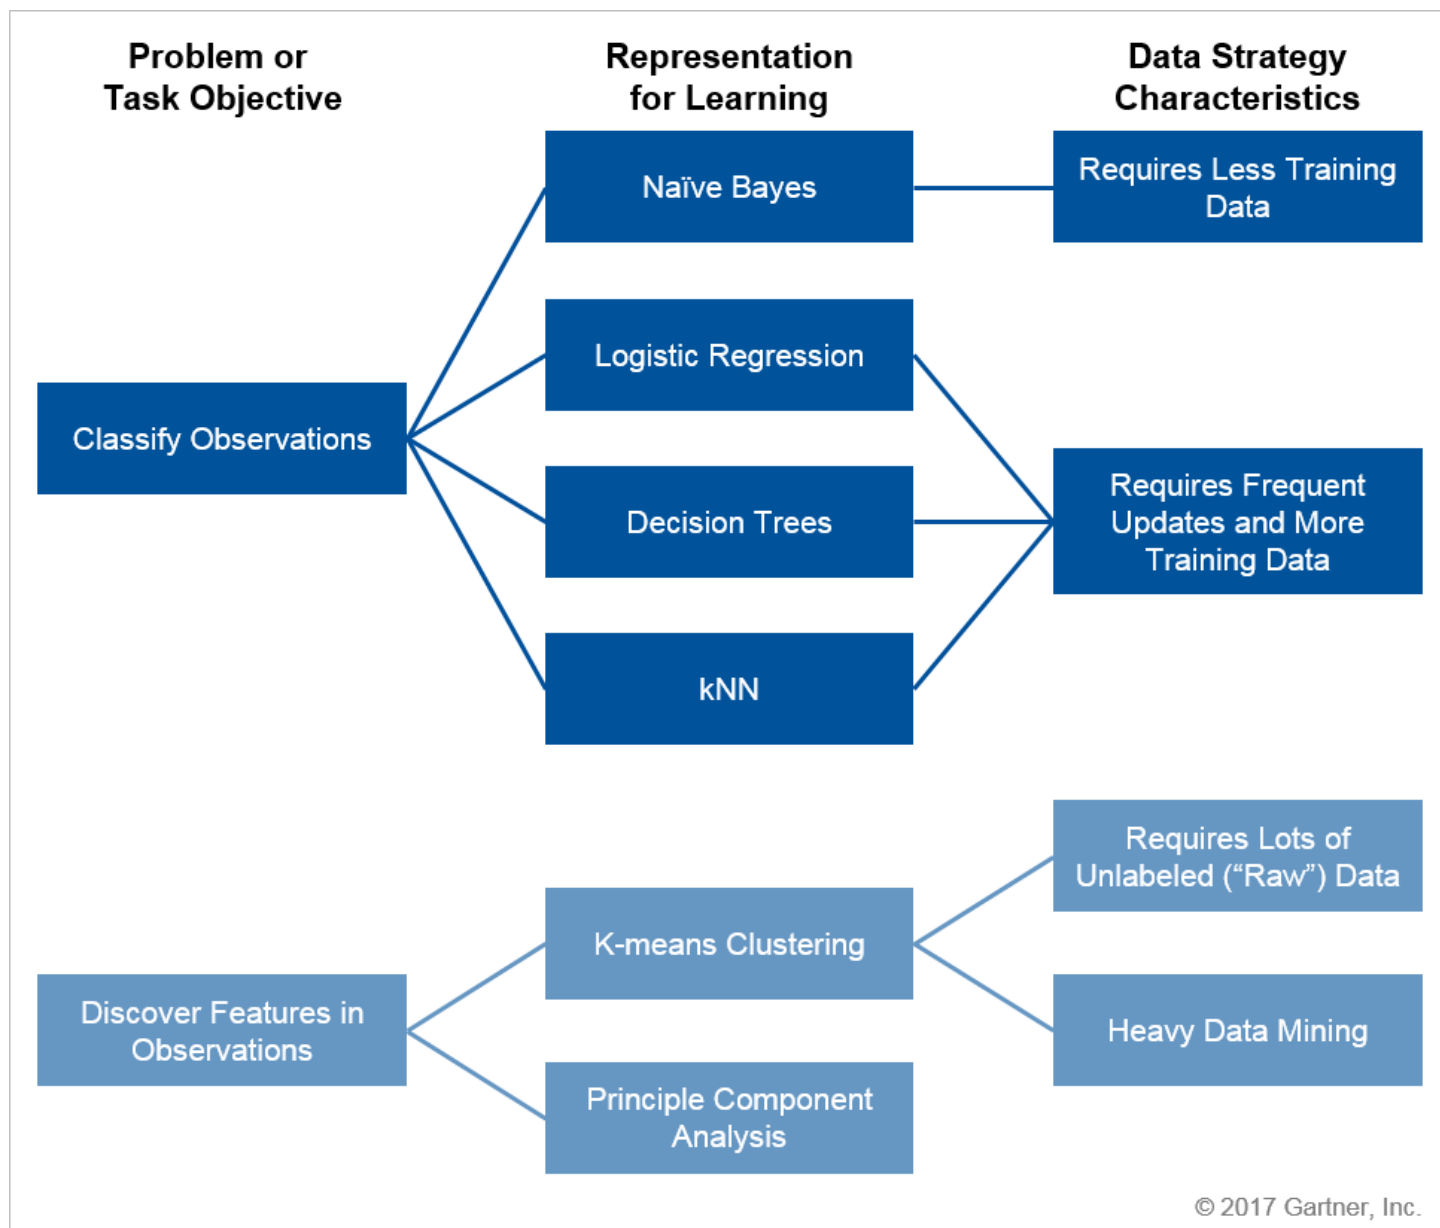 Problem or
Task Objective
Representation
for Learning
Data Strategy
Characteristics
Naïve Bayes
Requires Less Training
Data
Logistic Regression
Classify Observations
Decision Trees
Requires Frequent
Updates and More
Training Data
kNN
Requires Lots of
Unlabeled (“Raw”) Data
K-means Clustering
Discover Features in
Observations
Heavy Data Mining
Principle Component
Analysis
© 2017 Gartner, Inc.